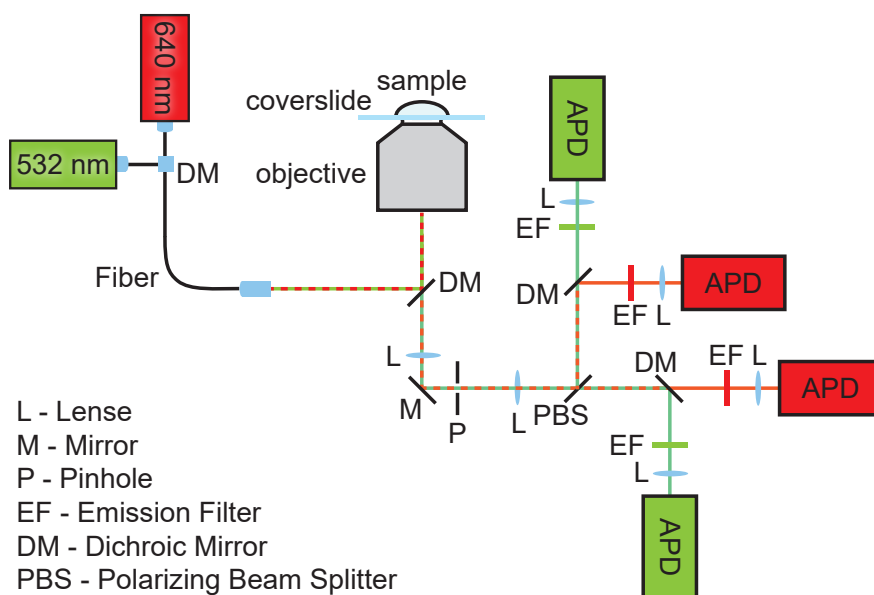 640 nm
532 nm
DM
Fiber
sample
coverslide
objective
DM
L
M
P
L
PBS
APD
L
EF
DM
EF L
APD
DM
EF L
APD
EF
L
APD
L - Lense
M - Mirror
P - Pinhole
EF - Emission Filter
DM - Dichroic Mirror
PBS - Polarizing Beam Splitter